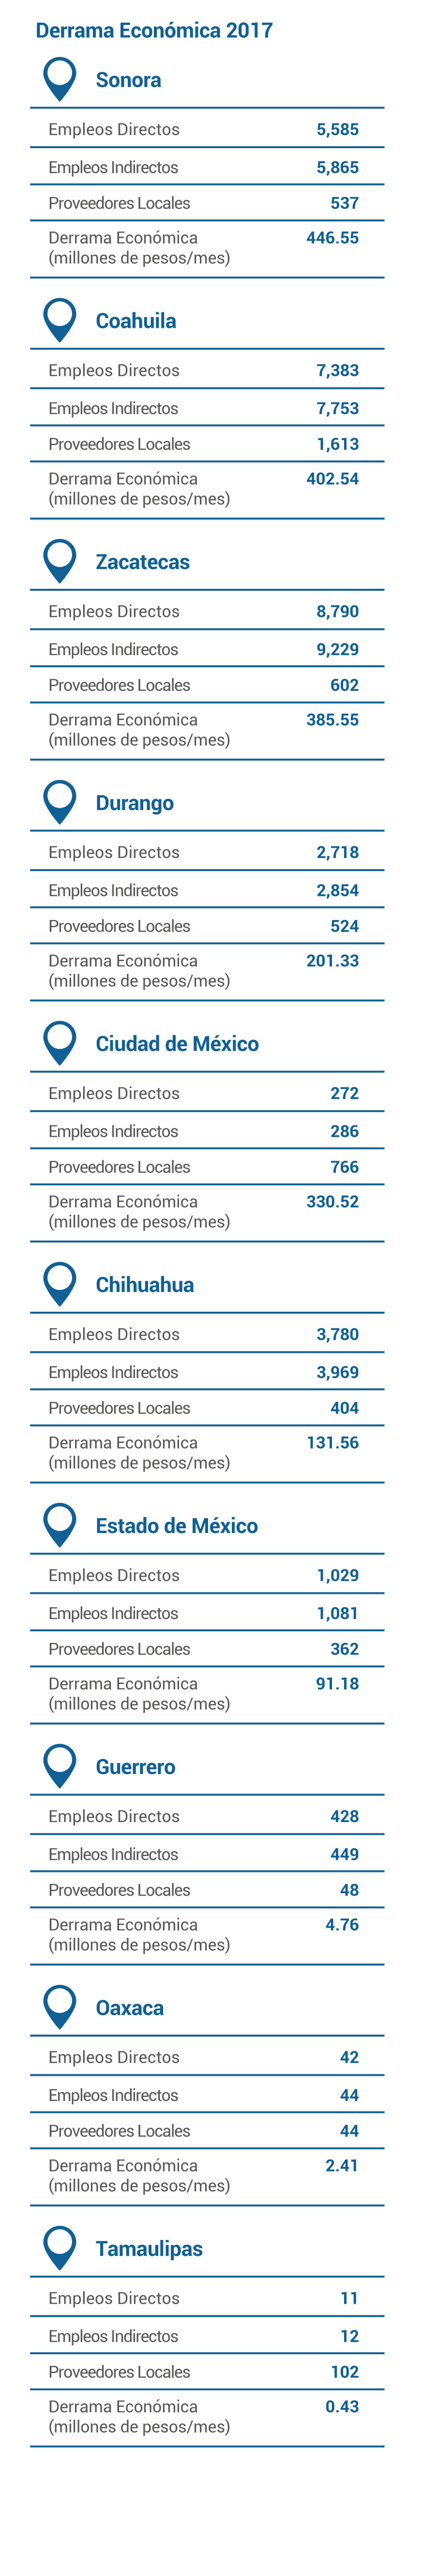 Derrama Económica 2017
Sonora
Empleos Directos 5,585
Empleos Indirectos 5,865
Proveedores Locales 537
Derrama Económica 446.55
(millones de pesos/mes)
Coahuila
Empleos Directos 7,383
Empleos Indirectos 7,753
Proveedores Locales 1,613
Derrama Económica 402.54
(millones de pesos/mes)
Zacatecas
Empleos Directos 8,790
Empleos Indirectos 9,229
Proveedores Locales 602
Derrama Económica 385.55
(millones de pesos/mes)
Durango
Empleos Directos 2,718
Empleos Indirectos 2,854
Proveedores Locales 524
Derrama Económica 201.33
(millones de pesos/mes)
Ciudad de México
Empleos Directos 272
Empleos Indirectos 286
Proveedores Locales 766
Derrama Económica 330.52
(millones de pesos/mes)
Chihuahua
Empleos Directos 3,780
Empleos Indirectos 3,969
Proveedores Locales 404
Derrama Económica 131.56
(millones de pesos/mes)
Estado de México
Empleos Directos 1,029
Empleos Indirectos 1,081
Proveedores Locales 362
Derrama Económica 91.18
(millones de pesos/mes)
Guerrero
Empleos Directos 428
Empleos Indirectos 449
Proveedores Locales 48
Derrama Económica 4.76
(millones de pesos/mes)
Oaxaca
Empleos Directos 42
Empleos Indirectos 44
Proveedores Locales 44
Derrama Económica 2.41
(millones de pesos/mes)
Tamaulipas
Empleos Directos 11
Empleos Indirectos 12
Proveedores Locales 102
Derrama Económica 0.43
(millones de pesos/mes)